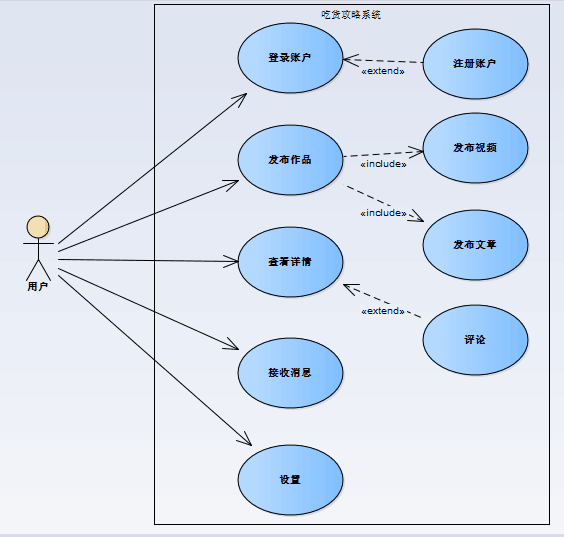 吃货攻略系统
登录账户
«extend»
注册账户
发布作品
«include»
发布视频
«include»
发布文章
用户
查看详情
«extend»
评论
接收消息
设置